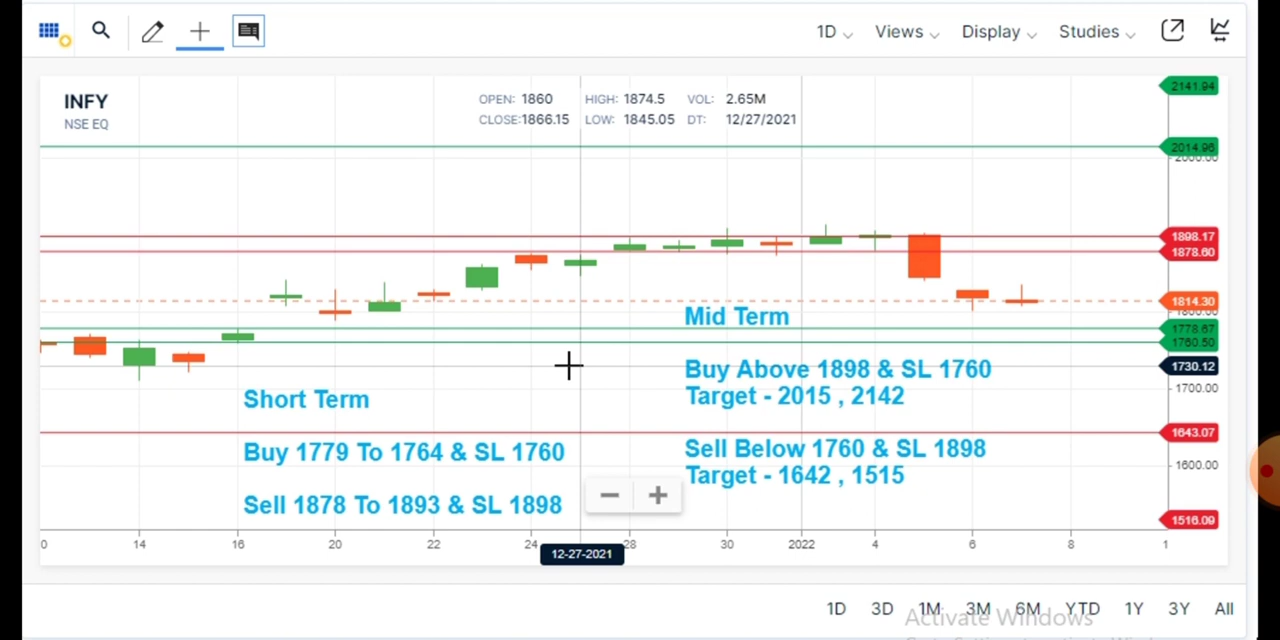 1D Views Display Studies
INFY
NSE EQ
OPEN: 1860 HIGH: 1874.5 VOL: 2.65M
CLOSE:1866.15 LOW: 1845.05 DT: 12/27/2021
2141.94
2014.96
2000.00
1898.17
1878.60
1814.30
1800.00
1778.67
1760.50
1730.12
1700.00
1643.07
1600.00
1516.09
Mid Term
Buy Above 1898 & SL 1760
Target - 2015 , 2142
Sell Below 1760 & SL 1898
Target - 1642 , 1515
Short Term
Buy 1779 To 1764 & SL 1760
Sell 1878 To 1893 & SL 1898
0 14 16 20 22 24 28 30 2022 4 6 8 1
12-27-2021
1D 3D 1M 3M 6M YTD 1Y 3Y All
Activate Windows